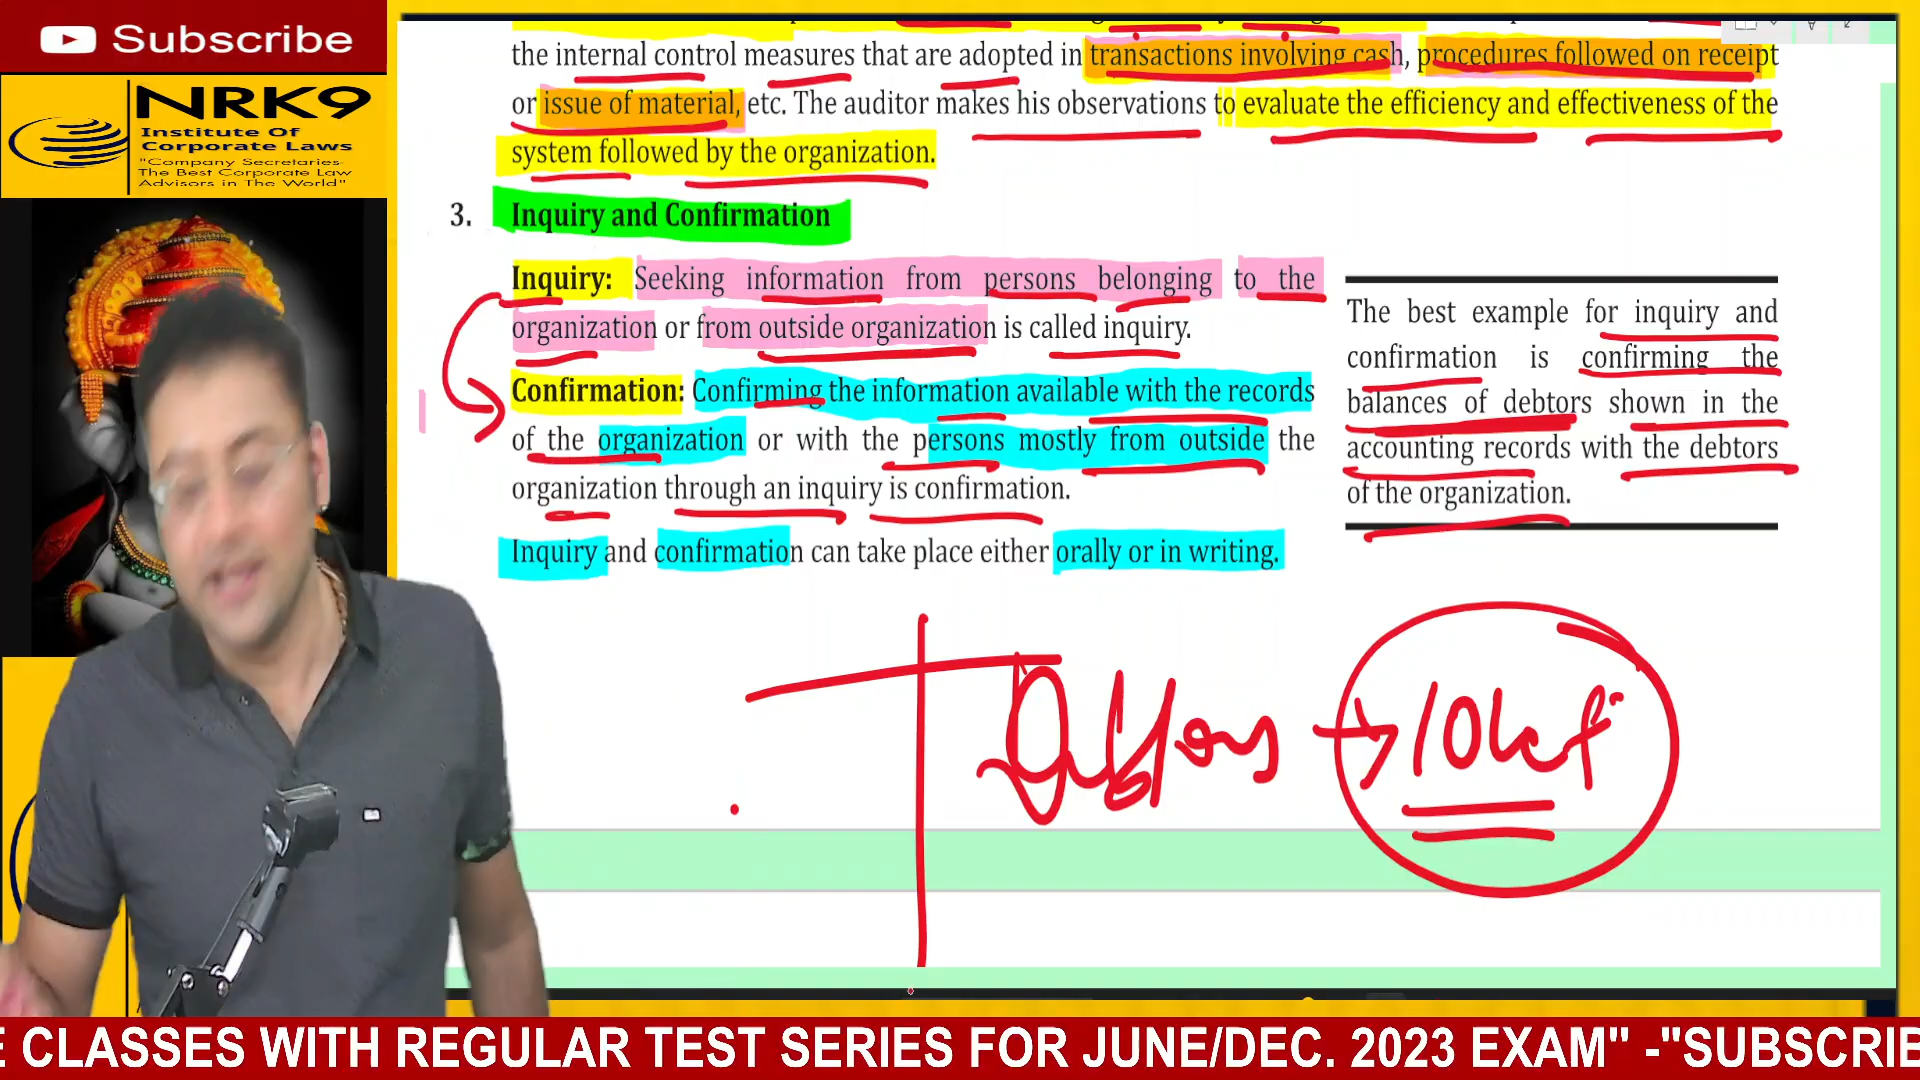 Subscribe
NRK9
Institute Of
Corporate Laws
"Company Secretaries-
The Best Corporate Law
Advisors in The World"
the internal control measures that are adopted in transactions involving cash, procedures followed on receipt
or issue of material, etc. The auditor makes his observations to evaluate the efficiency and effectiveness of the
system followed by the organization.
3. Inquiry and Confirmation
Inquiry: Seeking information from persons belonging to the
organization or from outside organization is called inquiry.
Confirmation: Confirming the information available with the records
of the organization or with the persons mostly from outside the
organization through an inquiry is confirmation.
Inquiry and confirmation can take place either orally or in writing.
The best example for inquiry and
confirmation is confirming the
balances of debtors shown in the
accounting records with the debtors
of the organization.
Debtors → 10
E CLASSES WITH REGULAR TEST SERIES FOR JUNE/DEC. 2023 EXAM" -"SUBSCRIB